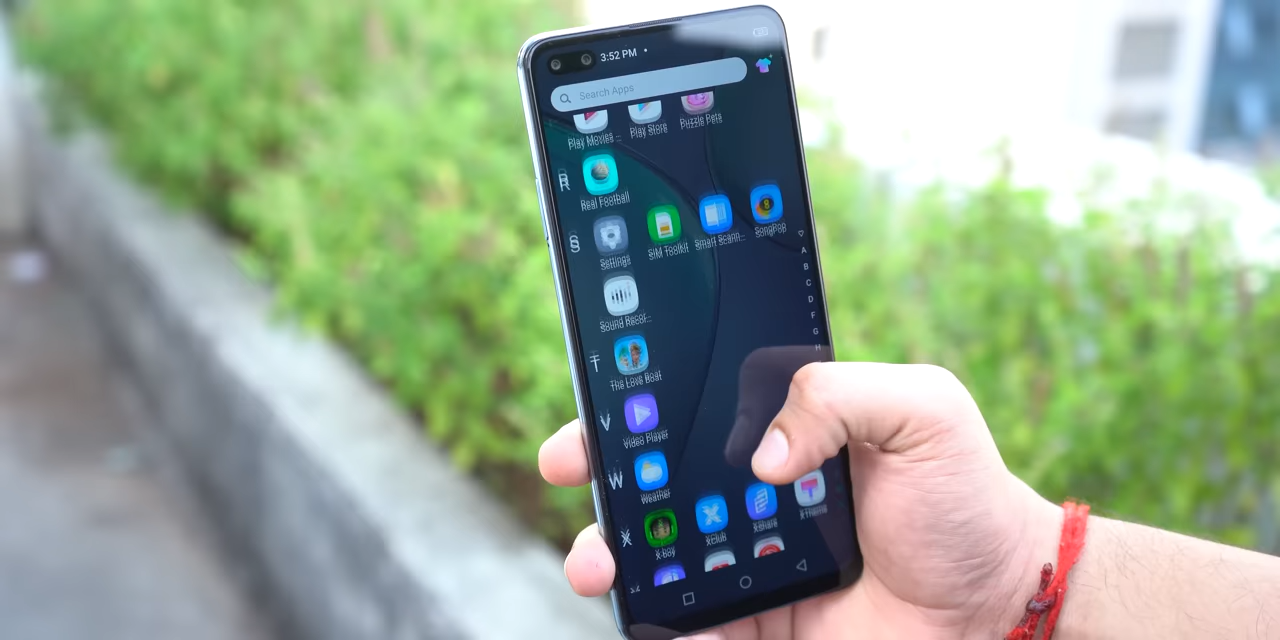 3:52 PM
Search Apps
Play Movies ...
Play Store
Puzzle Pets
R
Real Football
S
Settings
SIM Toolkit
Smart Scann...
SongPop
Sound Recor...
T
The Love Boat
V
Video Player
W
Weather
X
X-boy
XClub
XShare
XTheme
A
B
C
D
F
G
H